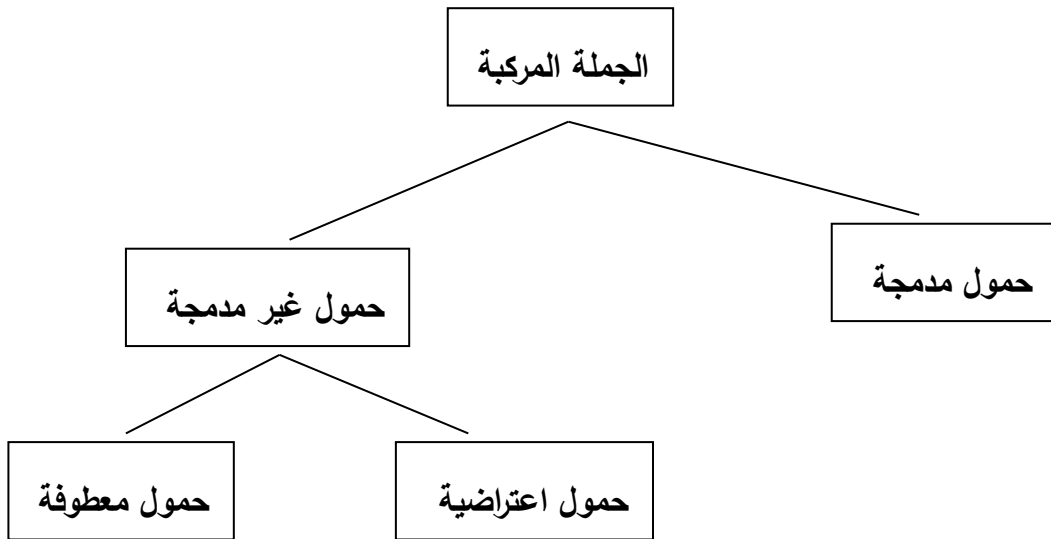 الجملة المركبة
حمول مدمجة
حمول غير مدمجة
حمول اعتراضية
حمول معطوفة